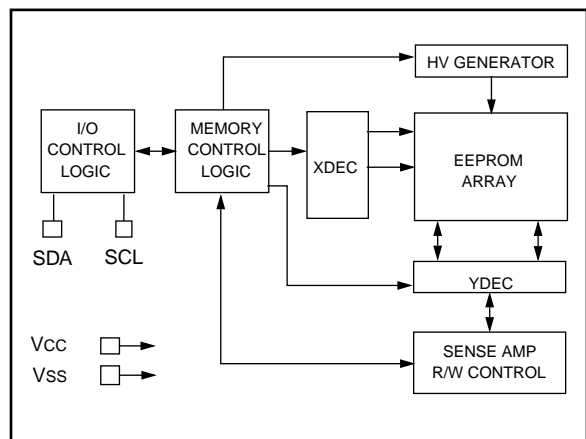 HV GENERATOR
I/O
CONTROL
LOGIC
MEMORY
CONTROL
LOGIC
XDEC
EEPROM
ARRAY
SDA
SCL
YDEC
VCC
VSS
SENSE AMP
R/W CONTROL